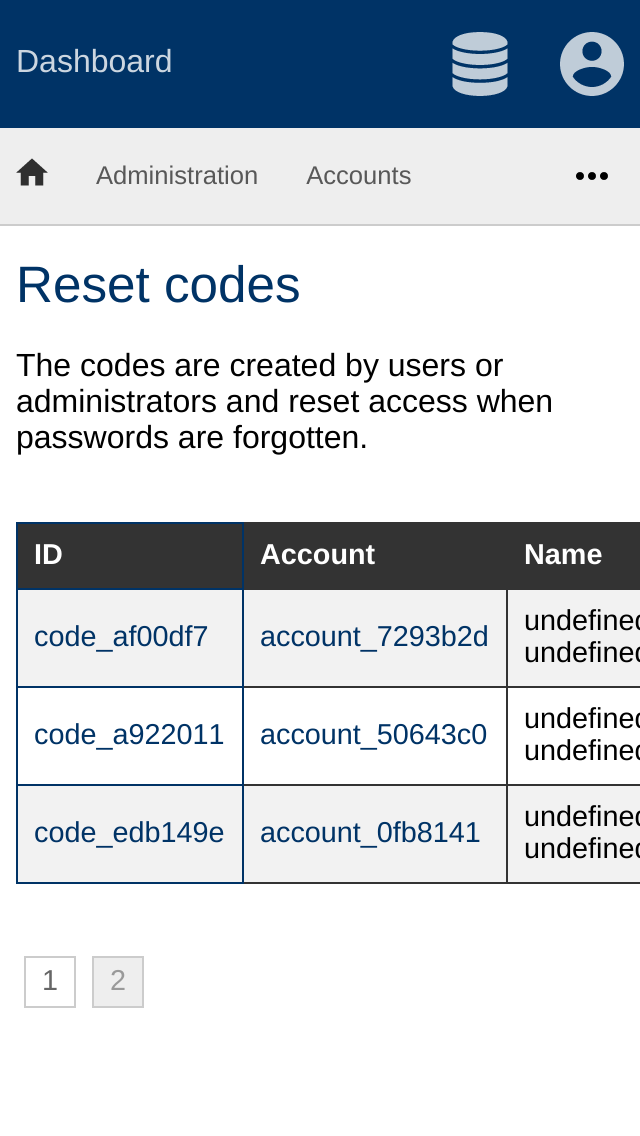 Dashboard
Administration Accounts
Reset codes
The codes are created by users or
administrators and reset access when
passwords are forgotten.
ID Account Name
code_af00df7 account_7293b2d undefined
undefined
code_a922011 account_50643c0 undefined
undefined
code_edb149e account_0fb8141 undefined
undefined
1 2